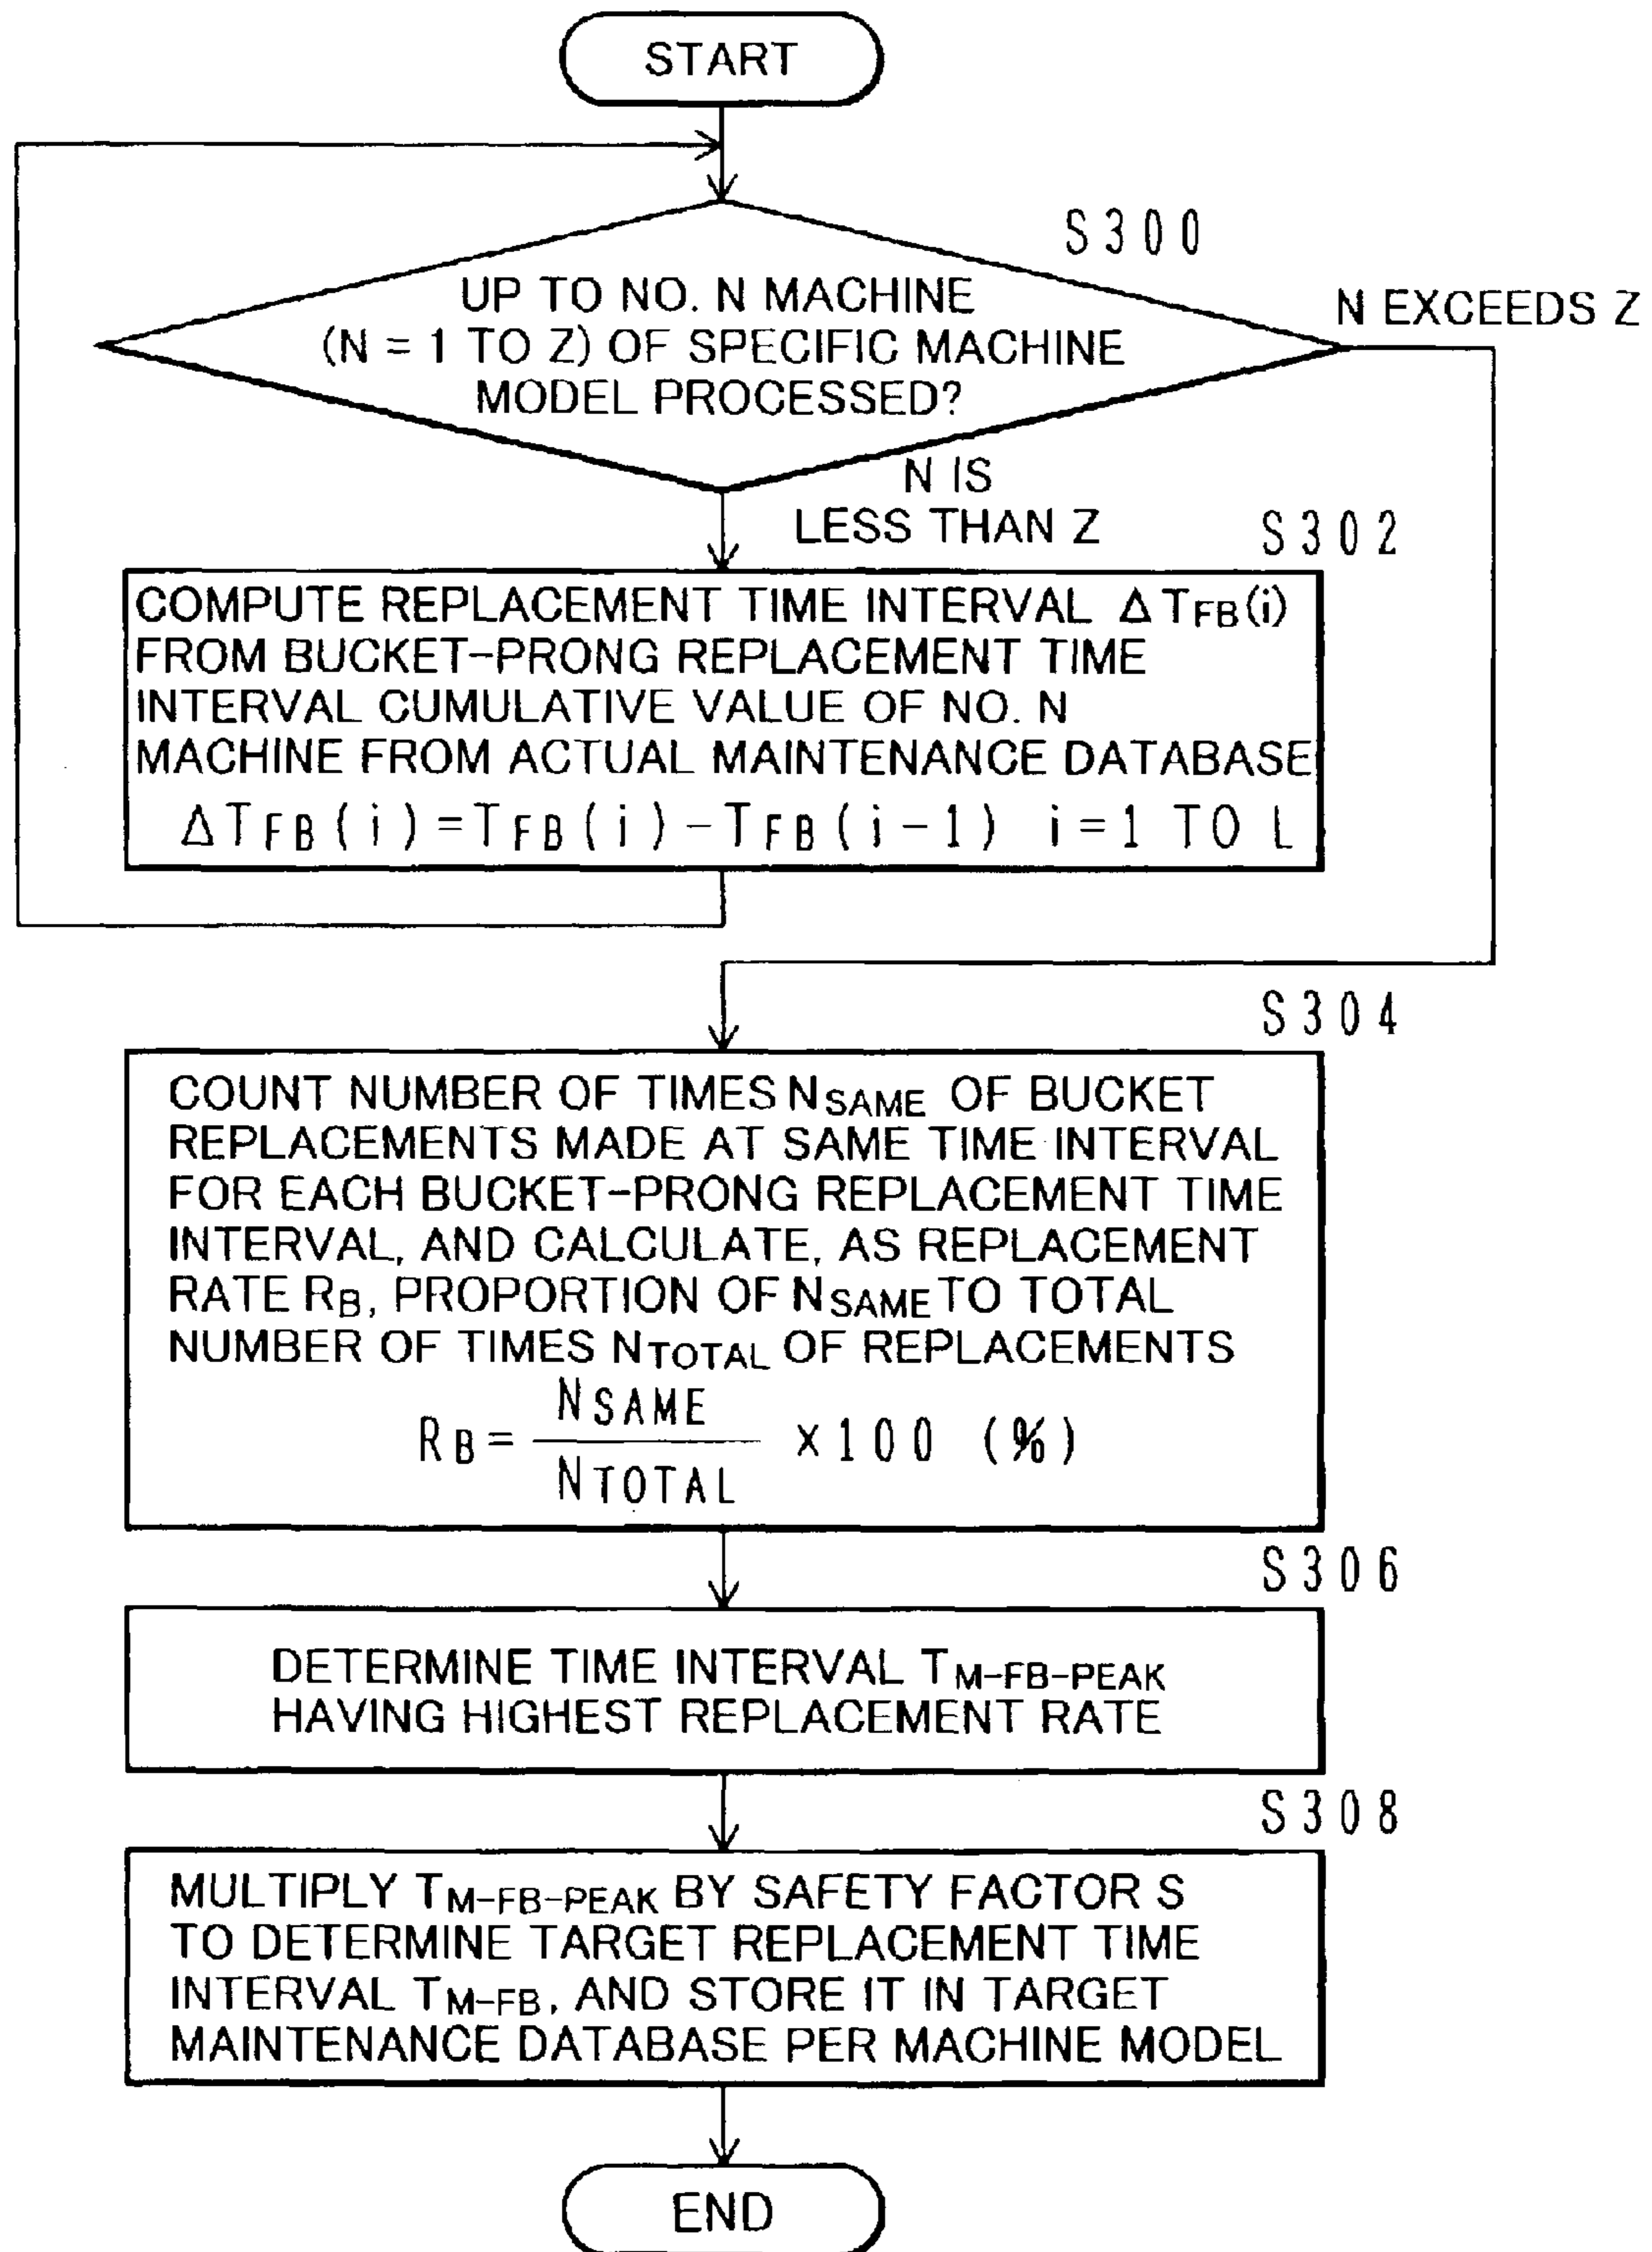 START
S300
UP TO NO. N MACHINE
(N = 1 TO Z) OF SPECIFIC MACHINE
MODEL PROCESSED?
N EXCEEDS Z
N IS
LESS THAN Z
S302
COMPUTE REPLACEMENT TIME INTERVAL ΔTFB(i)
FROM BUCKET-PRONG REPLACEMENT TIME
INTERVAL CUMULATIVE VALUE OF NO. N
MACHINE FROM ACTUAL MAINTENANCE DATABASE
ΔTFB(i)=TFB(i)-TFB(i-1) i=1 TO L
S304
COUNT NUMBER OF TIMES NSAME OF BUCKET
REPLACEMENTS MADE AT SAME TIME INTERVAL
FOR EACH BUCKET-PRONG REPLACEMENT TIME
INTERVAL, AND CALCULATE, AS REPLACEMENT
RATE RB, PROPORTION OF NSAME TO TOTAL
NUMBER OF TIMES NTOTAL OF REPLACEMENTS
NSAME
RB= ×100 (%)
NTOTAL
S306
DETERMINE TIME INTERVAL TM-FB-PEAK
HAVING HIGHEST REPLACEMENT RATE
S308
MULTIPLY TM-FB-PEAK BY SAFETY FACTOR S
TO DETERMINE TARGET REPLACEMENT TIME
INTERVAL TM-FB, AND STORE IT IN TARGET
MAINTENANCE DATABASE PER MACHINE MODEL
END